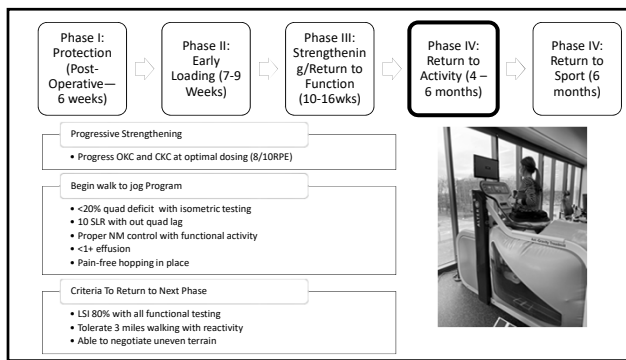 Phase I:
Protection
(Post-
Operative—
6 weeks)
Phase II:
Early
Loading (7-9
Weeks)
Phase III:
Strengthenin
g/Return to
Function
(10-16wks)
Phase IV:
Return to
Activity (4 –
6 months)
Phase IV:
Return to
Sport (6
months)
Progressive Strengthening
• Progress OKC and CKC at optimal dosing (8/10RPE)
Begin walk to jog Program
• <20% quad deficit with isometric testing
• 10 SLR with out quad lag
• Proper NM control with functional activity
• <1+ effusion
• Pain-free hopping in place
Criteria To Return to Next Phase
• LSI 80% with all functional testing
• Tolerate 3 miles walking with reactivity
• Able to negotiate uneven terrain